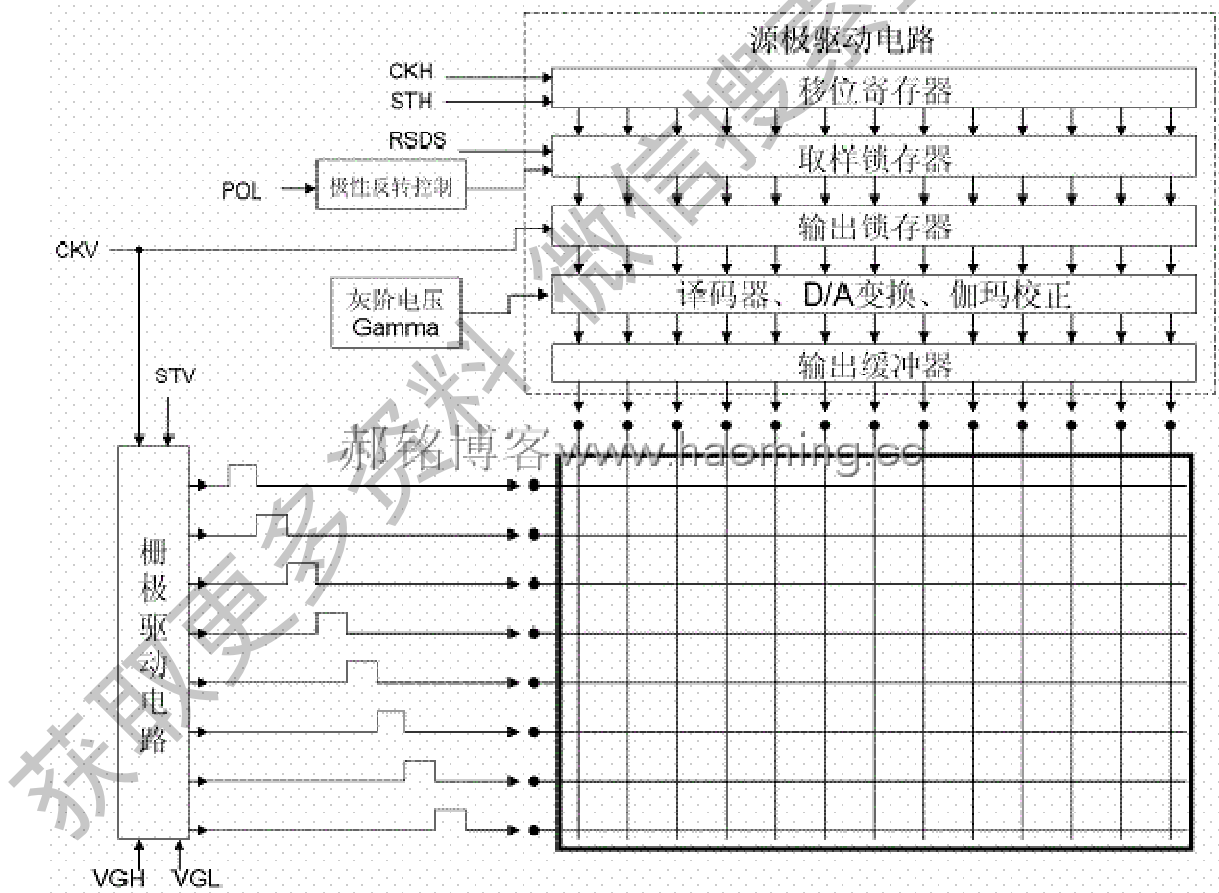 源极驱动电路
CKH
移位寄存器
STH
RSDS
取样锁存器
POL
极性反转控制
输出锁存器
CKV
译码器、D/A变换、伽玛校正
灰阶电压
Gamma
输出缓冲器
STV
郝铭博客www.haoming.cc
栅极驱动电路
VGH
VGL
获取更多资料 微信搜索